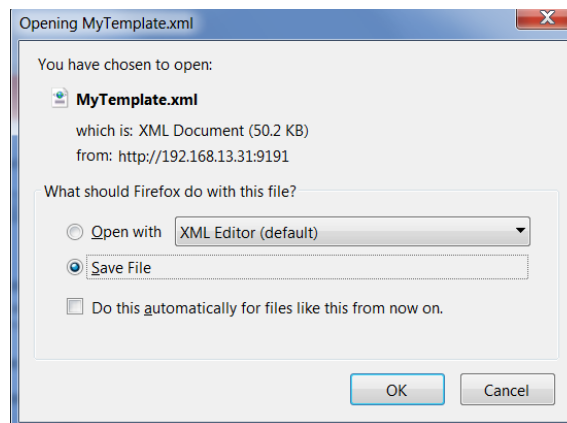 Opening MyTemplate.xml
You have chosen to open:
MyTemplate.xml
which is: XML Document (50.2 KB)
from: http://192.168.13.31:9191
What should Firefox do with this file?
Open with XML Editor (default)
Save File
Do this automatically for files like this from now on.
OK Cancel